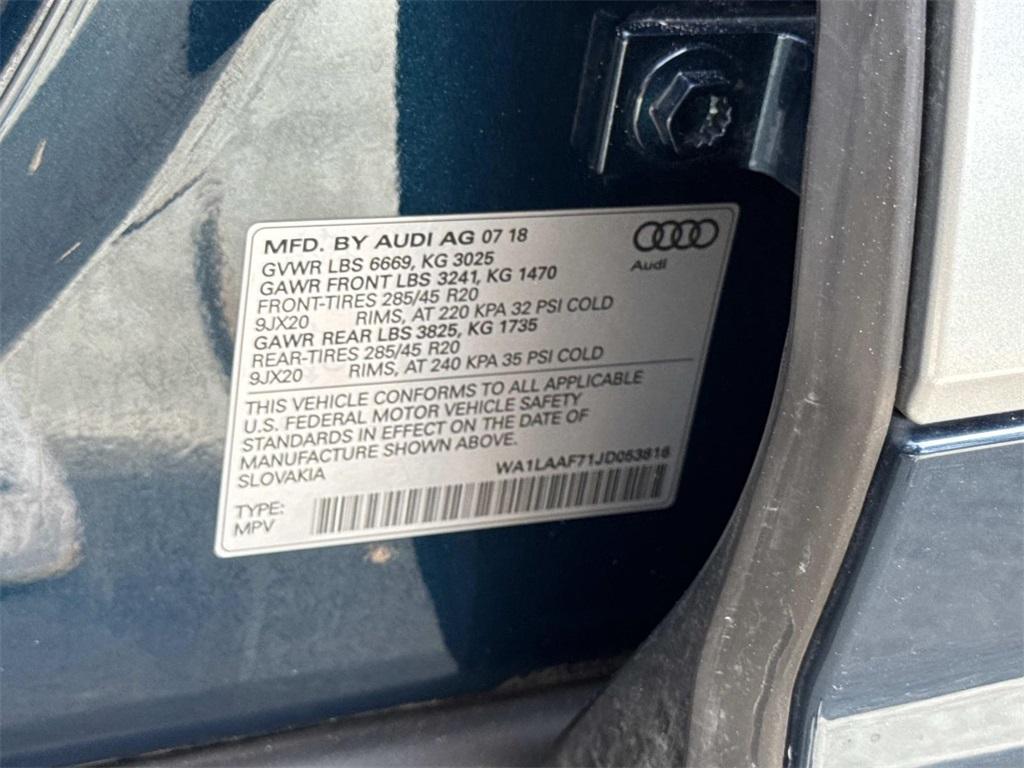 MFD. BY AUDI AG 07 18
Audi
GVWR LBS 6669, KG 3025
GAWR FRONT LBS 3241, KG 1470
FRONT-TIRES 285/45 R20
9JX20 RIMS, AT 220 KPA 32 PSI COLD
GAWR REAR LBS 3825, KG 1735
REAR-TIRES 285/45 R20
9JX20 RIMS, AT 240 KPA 35 PSI COLD
THIS VEHICLE CONFORMS TO ALL APPLICABLE
U.S. FEDERAL MOTOR VEHICLE SAFETY
STANDARDS IN EFFECT ON THE DATE OF
MANUFACTURE SHOWN ABOVE.
SLOVAKIA WA1LAAF71JD053816
TYPE:
MPV